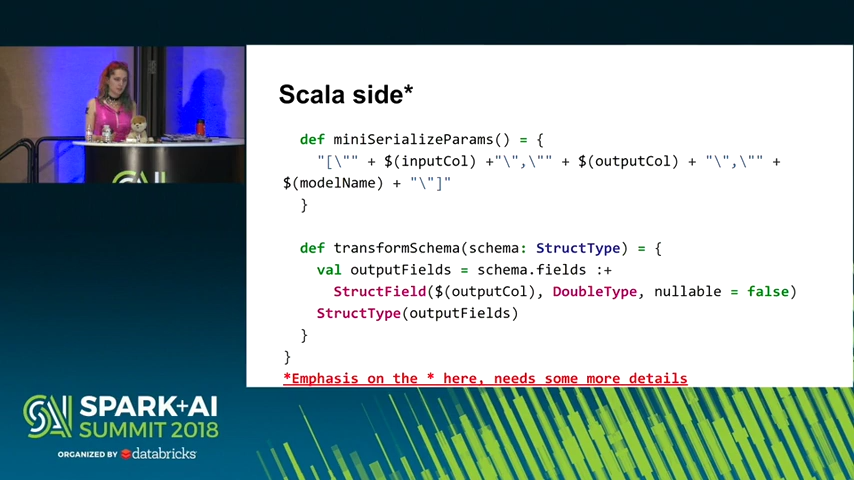 Scala side*
def miniSerializeParams() = {
"[\"" + $(inputCol) +"\",\"" + $(outputCol) + "\",\"" +
$(modelName) + "\"]"
}
def transformSchema(schema: StructType) = {
val outputFields = schema.fields :+
StructField($(outputCol), DoubleType, nullable = false)
StructType(outputFields)
}
}
*Emphasis on the * here, needs some more details
SPARK+AI
SUMMIT 2018
ORGANIZED BY databricks